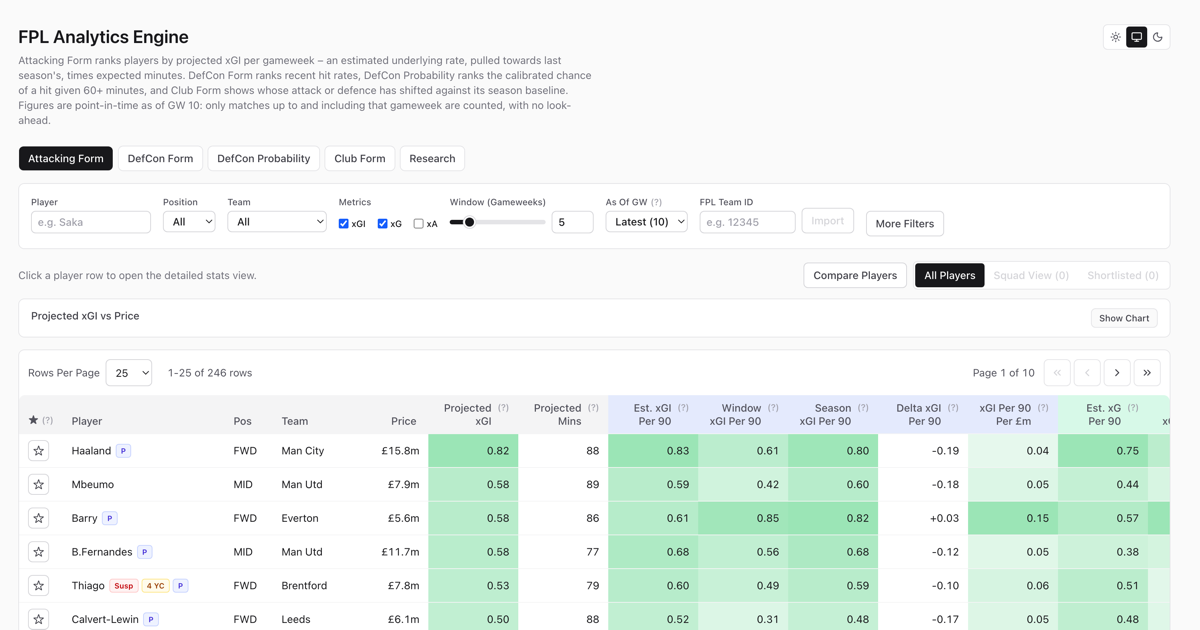 FPL Analytics Engine
Attacking Form ranks players by projected xGI per gameweek – an estimated underlying rate, pulled towards last
season's, times expected minutes. DefCon Form ranks recent hit rates, DefCon Probability ranks the calibrated chance
of a hit given 60+ minutes, and Club Form shows whose attack or defence has shifted against its season baseline.
Figures are point-in-time as of GW 10: only matches up to and including that gameweek are counted, with no look-
ahead.
Attacking Form DefCon Form DefCon Probability Club Form Research
Player Position Team Metrics Window (Gameweeks) As Of GW (?) FPL Team ID
e.g. Saka All All xGI xG xA 5 Latest (10) e.g. 12345 Import More Filters
Click a player row to open the detailed stats view. Compare Players All Players Squad View (0) Shortlisted (0)
Projected xGI vs Price Show Chart
Rows Per Page 25 1-25 of 246 rows Page 1 of 10 « ‹ › »
Projected (?) Projected (?) Est. xGI (?) Window (?) Season (?) Delta xGI (?) xGI Per 90 (?) Est. xG (?)
★ (?) Player Pos Team Price xGI Mins Per 90 xGI Per 90 xGI Per 90 Per 90 Per £m Per 90
Haaland P FWD Man City £15.8m 0.82 88 0.83 0.61 0.80 -0.19 0.04 0.75
Mbeumo MID Man Utd £7.9m 0.58 89 0.59 0.42 0.60 -0.18 0.05 0.44
Barry P FWD Everton £5.6m 0.58 86 0.61 0.85 0.82 +0.03 0.15 0.57
B.Fernandes P MID Man Utd £11.7m 0.58 77 0.68 0.56 0.68 -0.12 0.05 0.38
Thiago Susp 4 YC P FWD Brentford £7.8m 0.53 79 0.60 0.49 0.59 -0.10 0.06 0.51
Calvert-Lewin P FWD Leeds £6.1m 0.50 88 0.52 0.31 0.48 -0.17 0.05 0.48